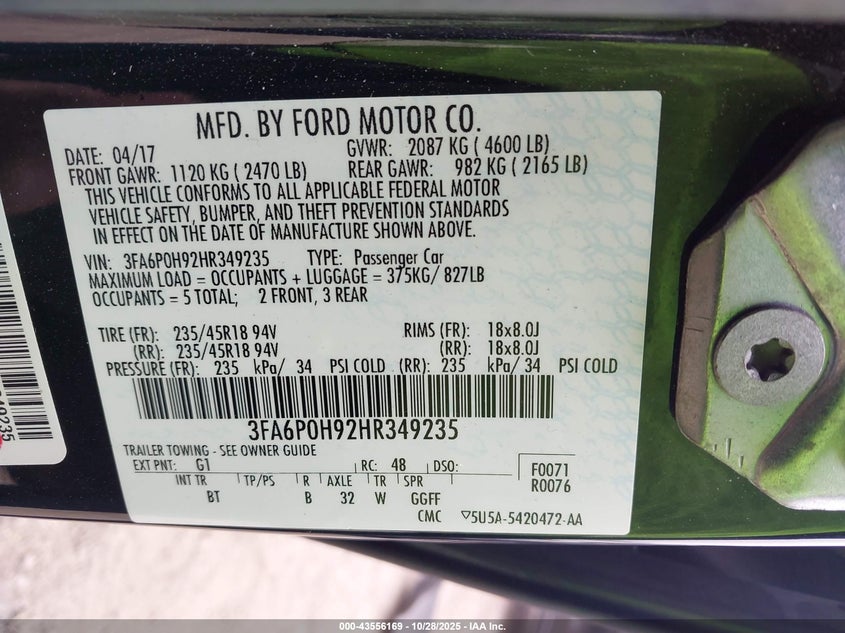 MFD. BY FORD MOTOR CO.
DATE: 04/17 GVWR: 2087 KG ( 4600 LB)
FRONT GAWR: 1120 KG ( 2470 LB) REAR GAWR: 982 KG ( 2165 LB)
THIS VEHICLE CONFORMS TO ALL APPLICABLE FEDERAL MOTOR
VEHICLE SAFETY, BUMPER, AND THEFT PREVENTION STANDARDS
IN EFFECT ON THE DATE OF MANUFACTURE SHOWN ABOVE.
VIN: 3FA6P0H92HR349235 TYPE: Passenger Car
MAXIMUM LOAD = OCCUPANTS + LUGGAGE = 375KG/ 827LB
OCCUPANTS = 5 TOTAL; 2 FRONT, 3 REAR
TIRE (FR): 235/45R18 94V RIMS (FR): 18x8.0J
(RR): 235/45R18 94V (RR): 18x8.0J
PRESSURE (FR): 235 kPa/ 34 PSI COLD (RR): 235 kPa/ 34 PSI COLD
3FA6P0H92HR349235
TRAILER TOWING - SEE OWNER GUIDE
EXT PNT: G1 RC: 48 DSO: F0071
INT TR TP/PS R AXLE TR SPR R0076
BT B 32 W GGFF
CMC ▽5U5A-5420472-AA
49235
000-43556169 | 10/28/2025 - IAA Inc.